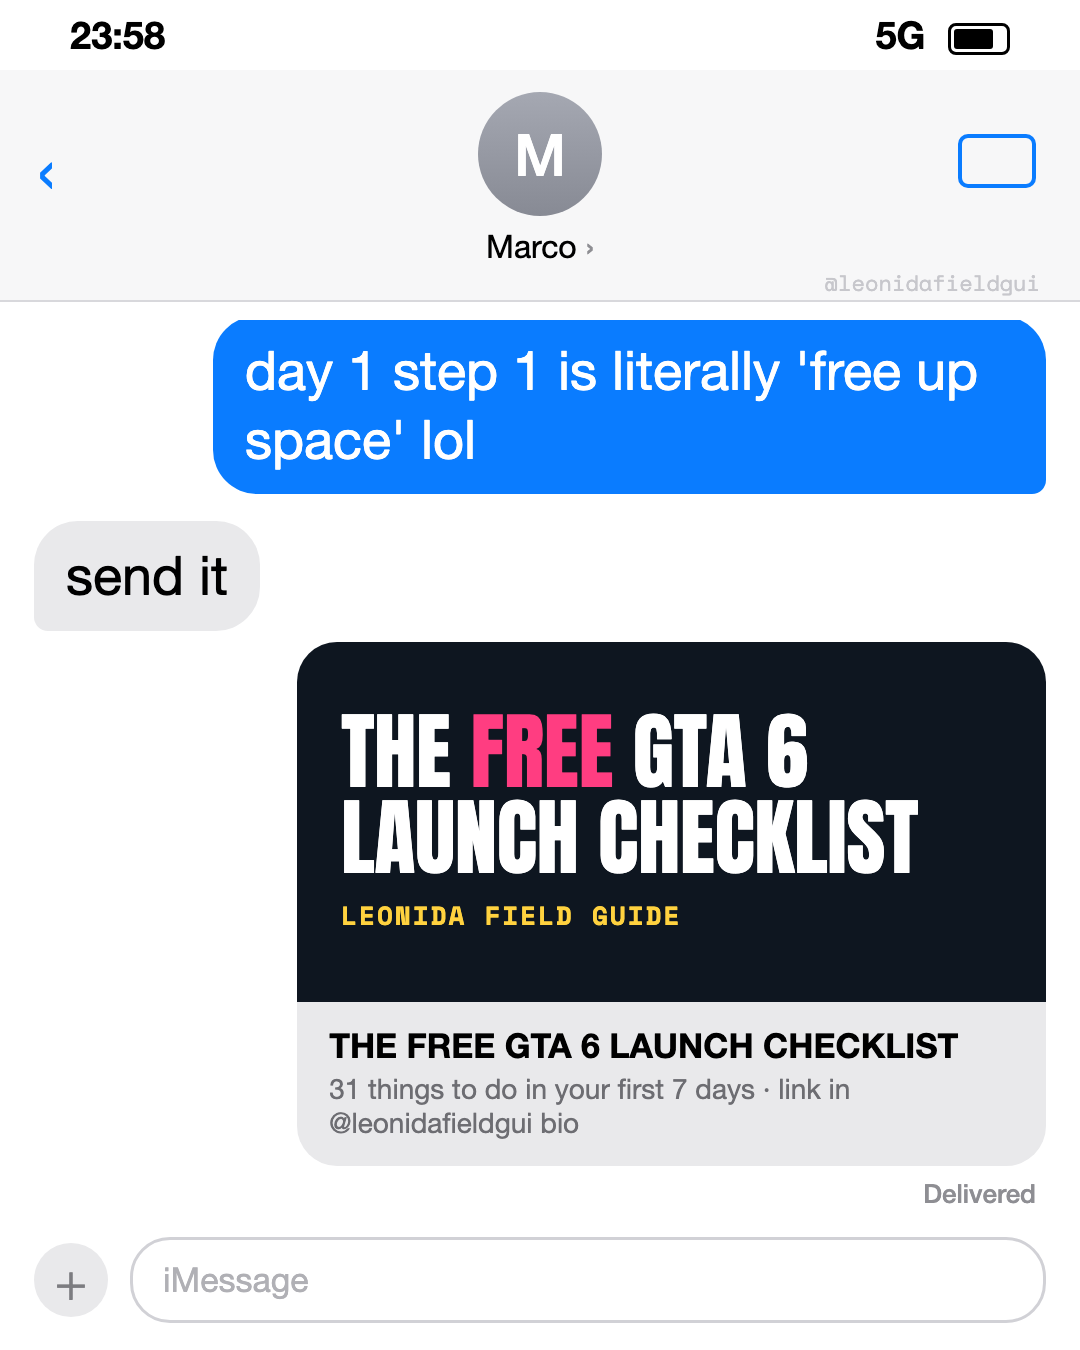 23:58
5G
M
Marco ›
@leonidafieldgui
day 1 step 1 is literally 'free up
space' lol
send it
THE FREE GTA 6
LAUNCH CHECKLIST
LEONIDA FIELD GUIDE
THE FREE GTA 6 LAUNCH CHECKLIST
31 things to do in your first 7 days · link in
@leonidafieldgui bio
Delivered
+
iMessage